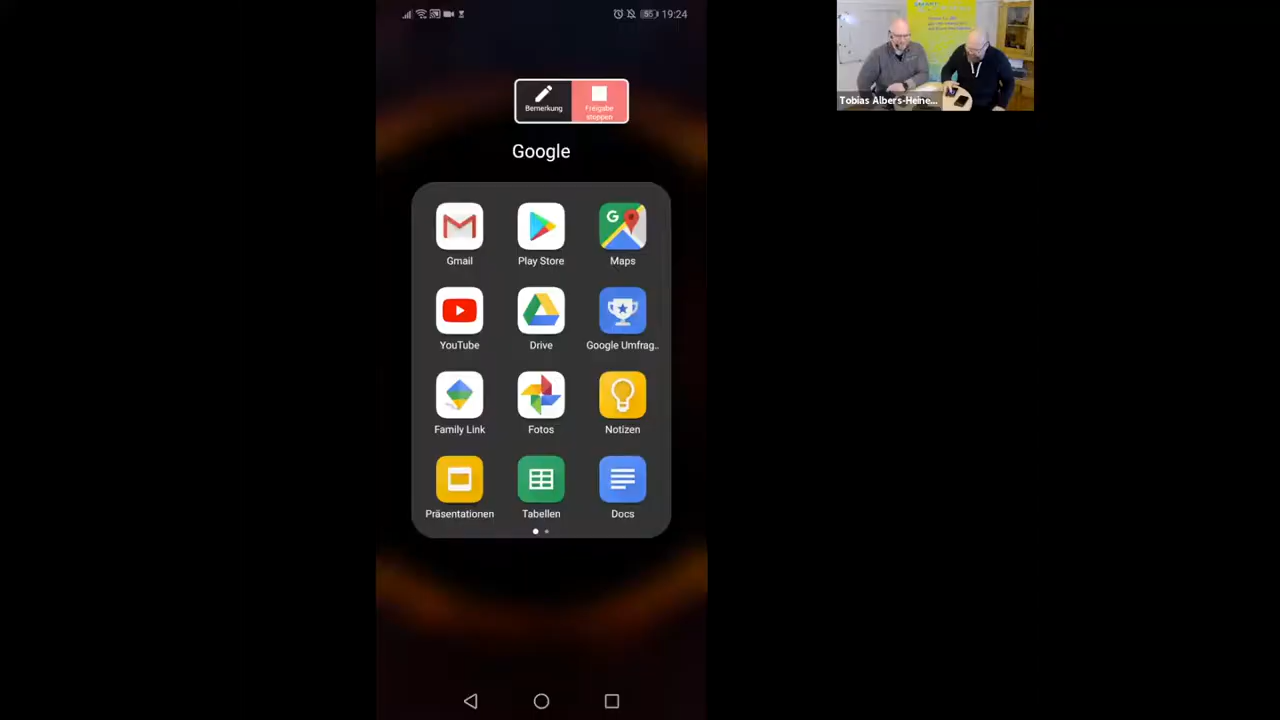 19:24
Bemerkung
Freigabe
stoppen
Google
Gmail
Play Store
Maps
YouTube
Drive
Google Umfrag..
Family Link
Fotos
Notizen
Präsentationen
Tabellen
Docs
SMART
Tobias Albers-Heine...